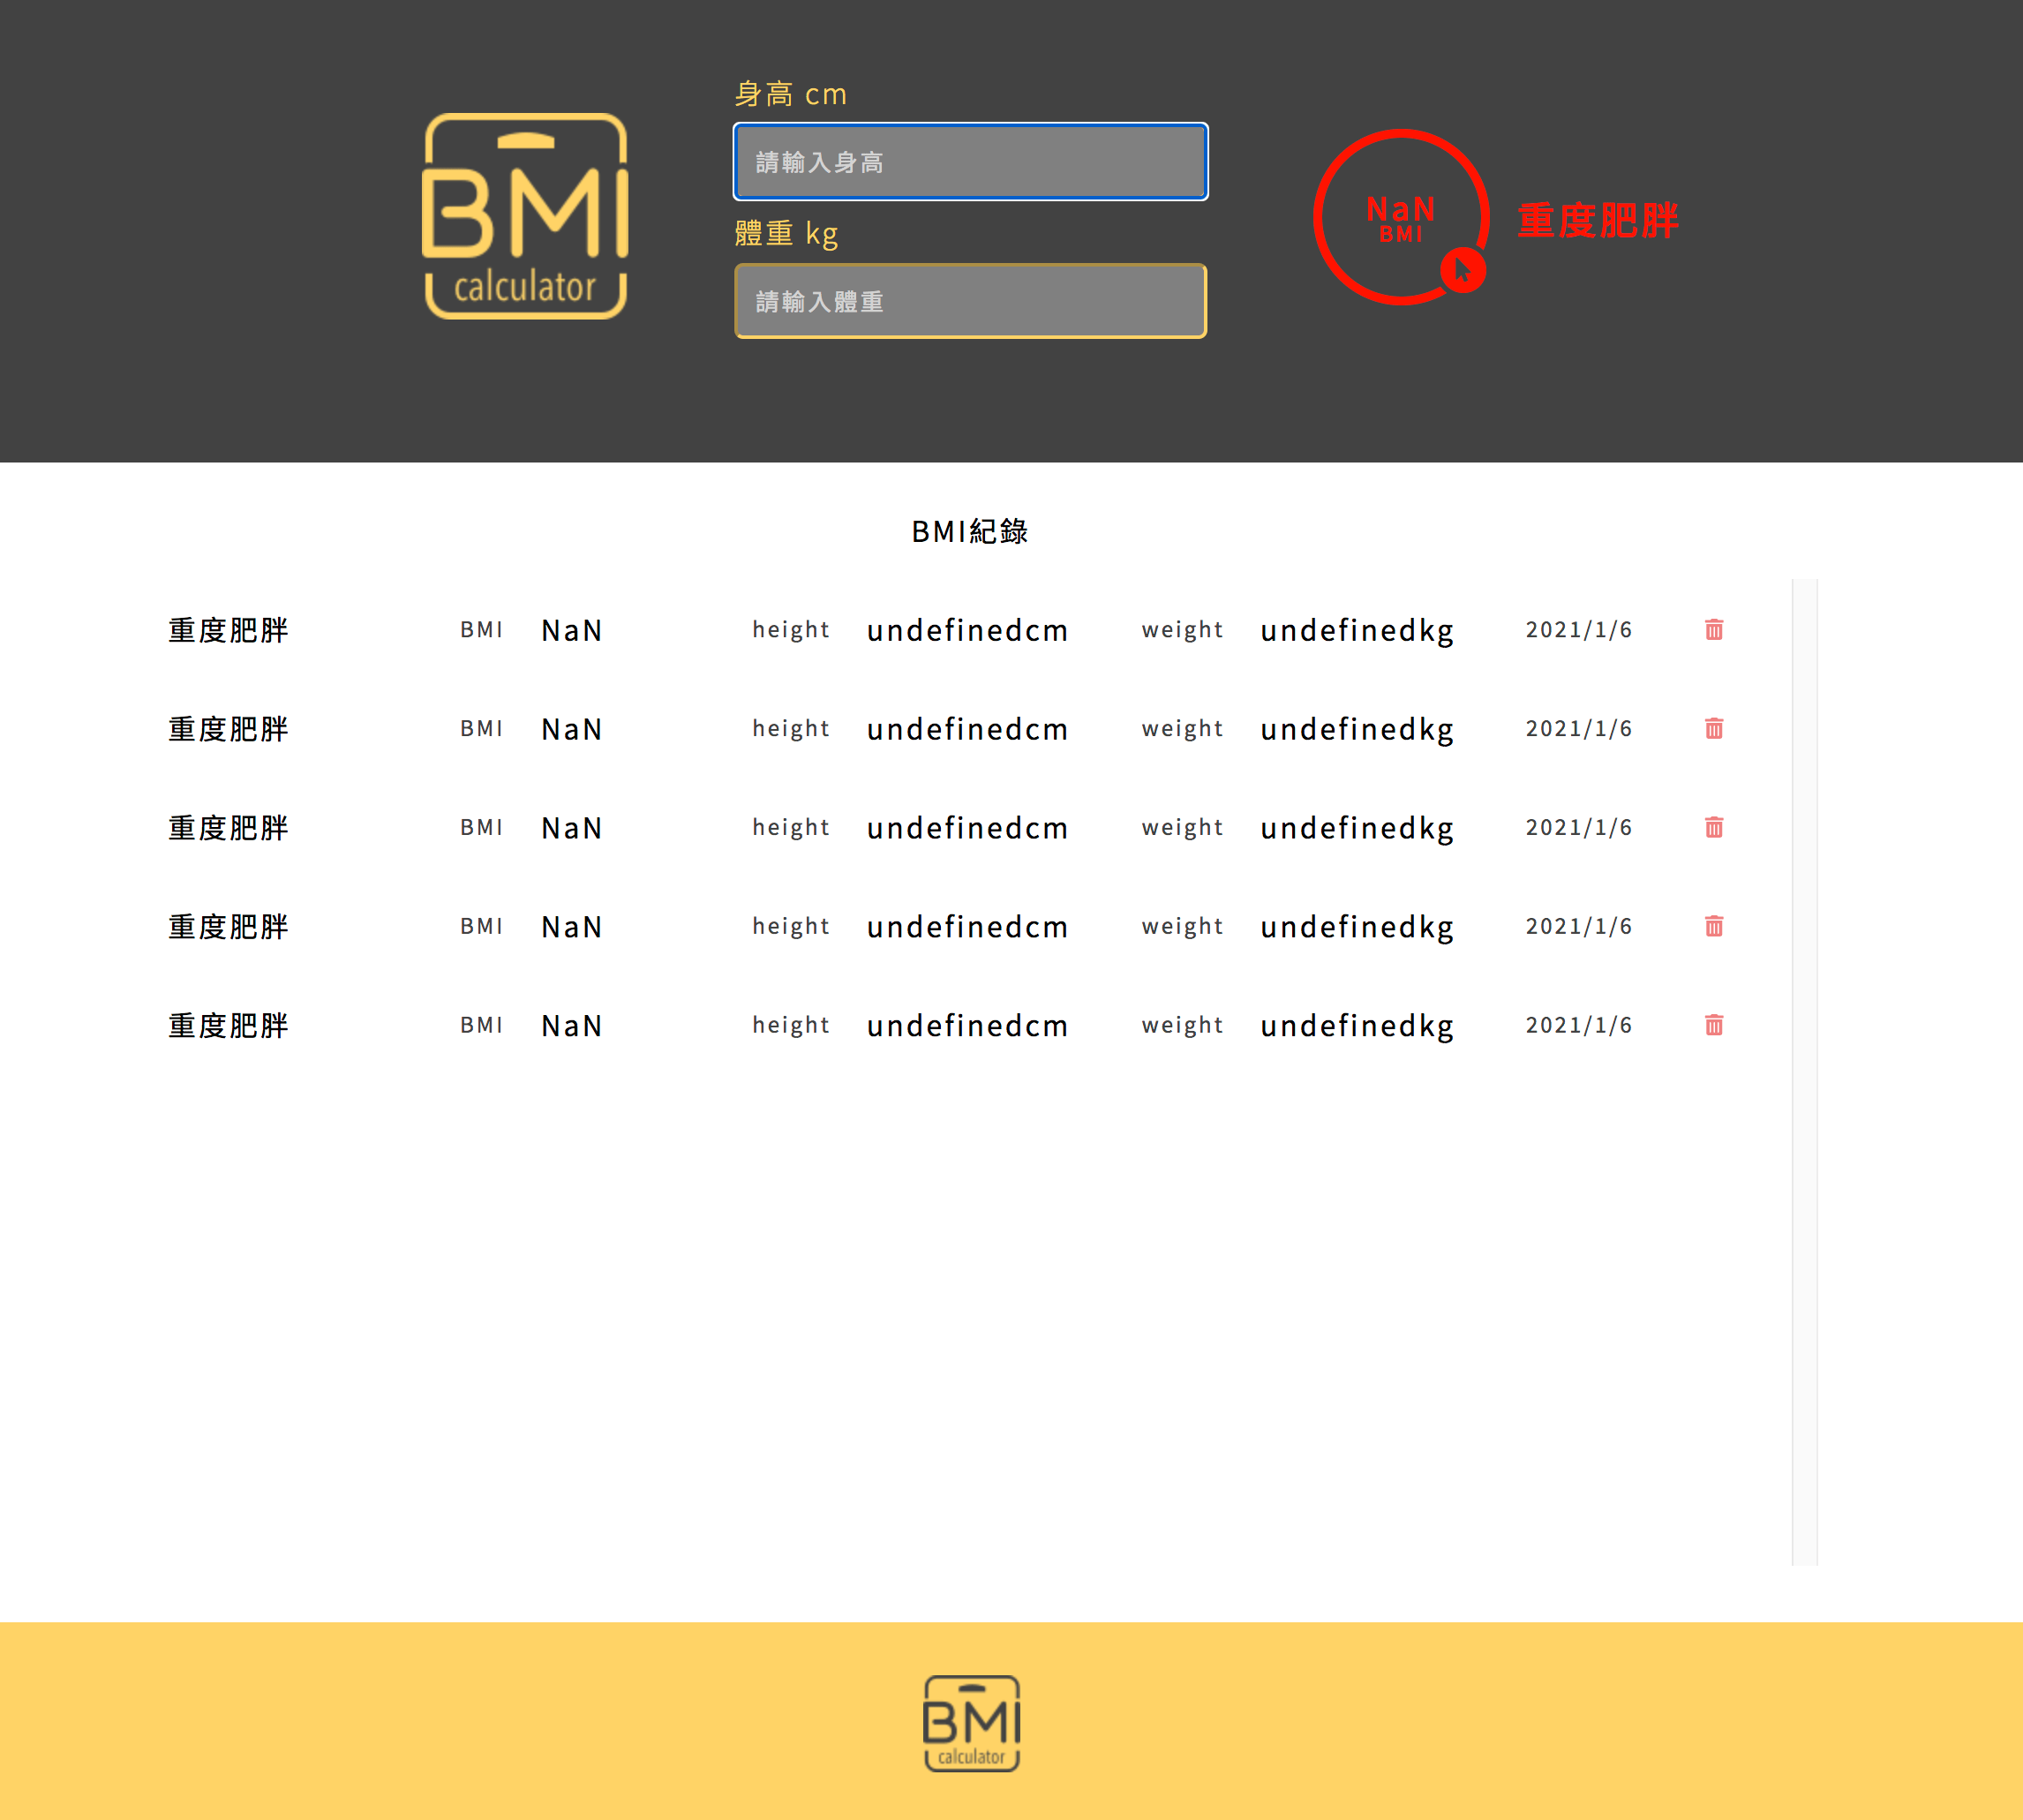 BMI
calculator
身高 cm
請輸入身高
體重 kg
請輸入體重
NaN
BMI
重度肥胖
BMI紀錄
重度肥胖 BMI NaN height undefinedcm weight undefinedkg 2021/1/6
重度肥胖 BMI NaN height undefinedcm weight undefinedkg 2021/1/6
重度肥胖 BMI NaN height undefinedcm weight undefinedkg 2021/1/6
重度肥胖 BMI NaN height undefinedcm weight undefinedkg 2021/1/6
重度肥胖 BMI NaN height undefinedcm weight undefinedkg 2021/1/6
BMI
calculator